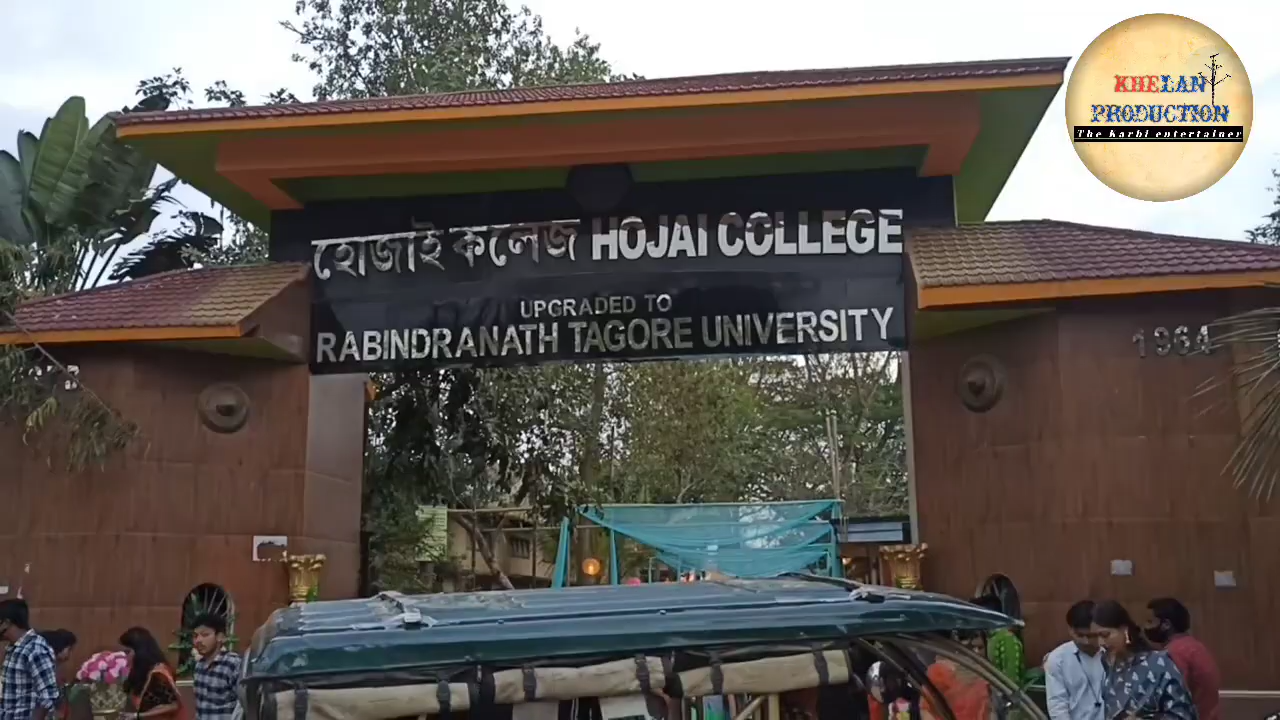 হোজাই কলেজ HOJAI COLLEGE
UPGRADED TO
RABINDRANATH TAGORE UNIVERSITY
1964
KHELAN
PRODUCTION
The Karbi entertainer